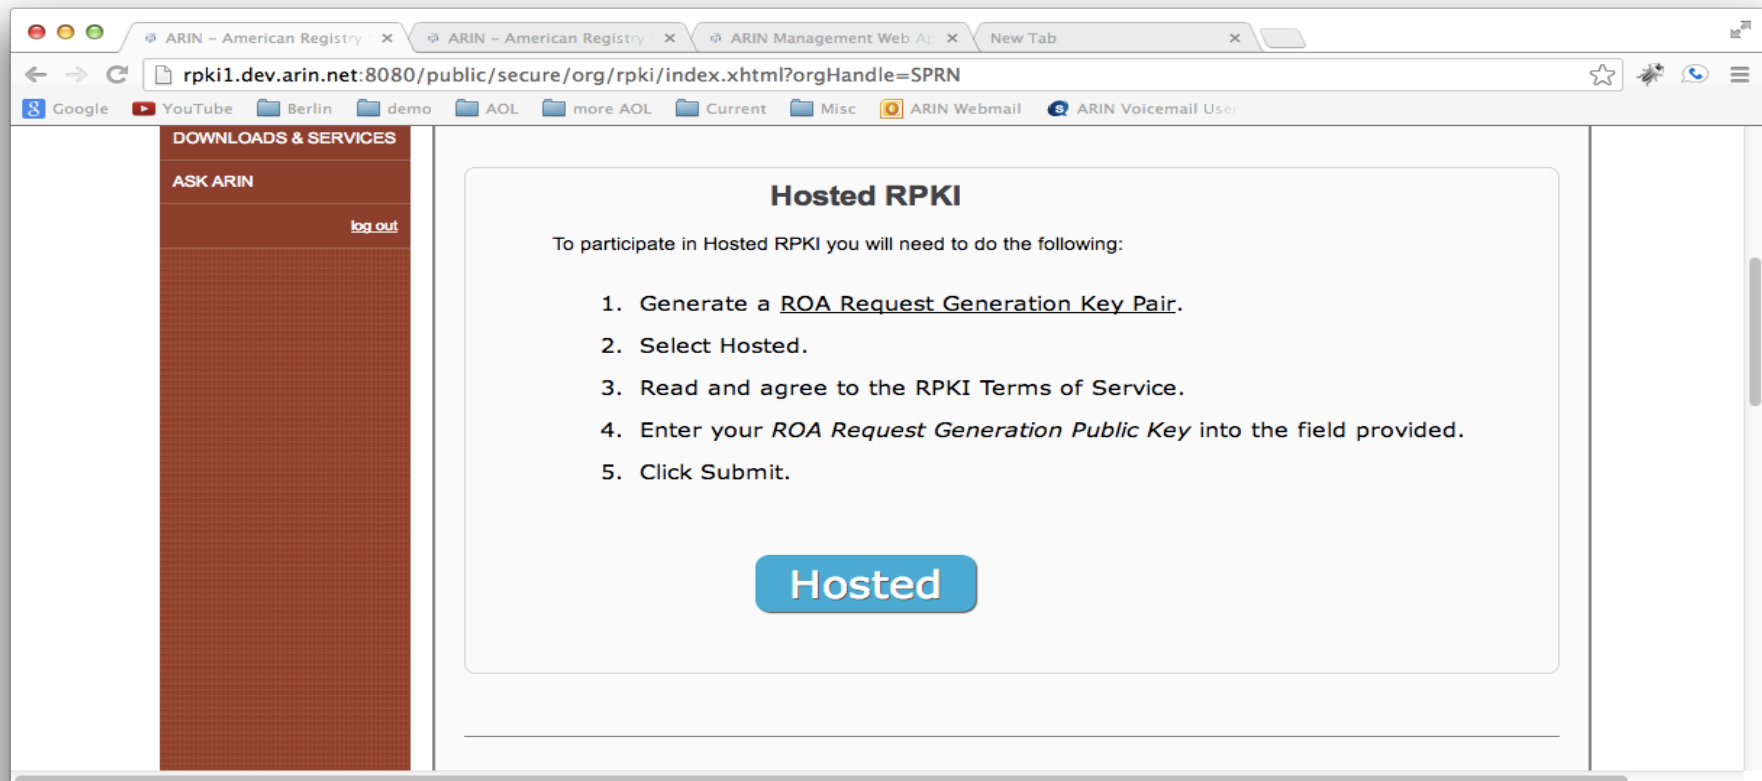 ARIN – American Registry
ARIN – American Registry
ARIN Management Web Ap
New Tab
rpki1.dev.arin.net:8080/public/secure/org/rpki/index.xhtml?orgHandle=SPRN
Google YouTube Berlin demo AOL more AOL Current Misc ARIN Webmail ARIN Voicemail User
DOWNLOADS & SERVICES
ASK ARIN
log out
Hosted RPKI
To participate in Hosted RPKI you will need to do the following:
1. Generate a ROA Request Generation Key Pair.
2. Select Hosted.
3. Read and agree to the RPKI Terms of Service.
4. Enter your ROA Request Generation Public Key into the field provided.
5. Click Submit.
Hosted